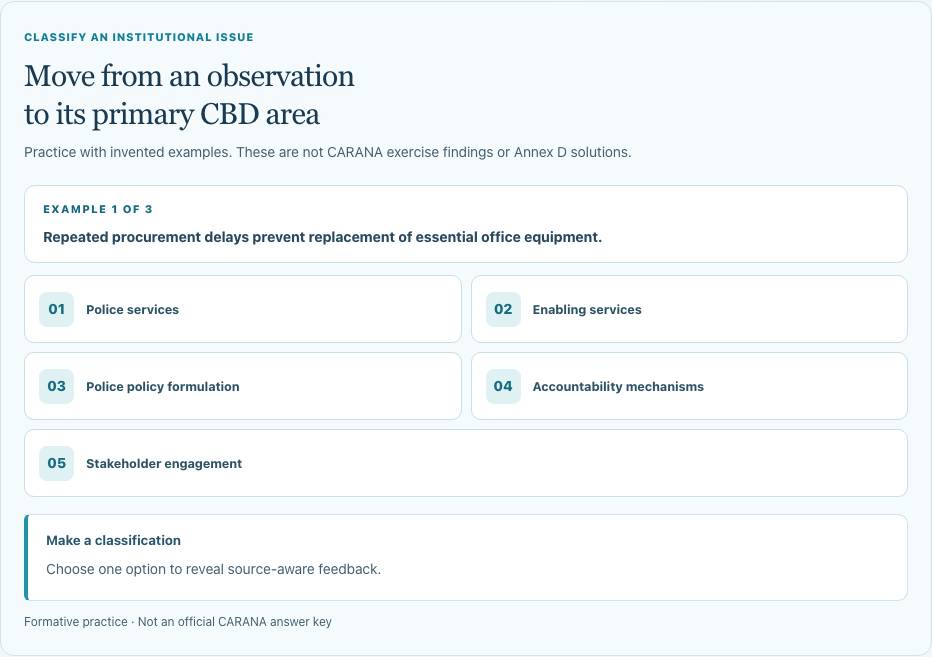 CLASSIFY AN INSTITUTIONAL ISSUE
Move from an observation
to its primary CBD area
Practice with invented examples. These are not CARANA exercise findings or Annex D solutions.
EXAMPLE 1 OF 3
Repeated procurement delays prevent replacement of essential office equipment.
01 Police services
02 Enabling services
03 Police policy formulation
04 Accountability mechanisms
05 Stakeholder engagement
Make a classification
Choose one option to reveal source-aware feedback.
Formative practice · Not an official CARANA answer key